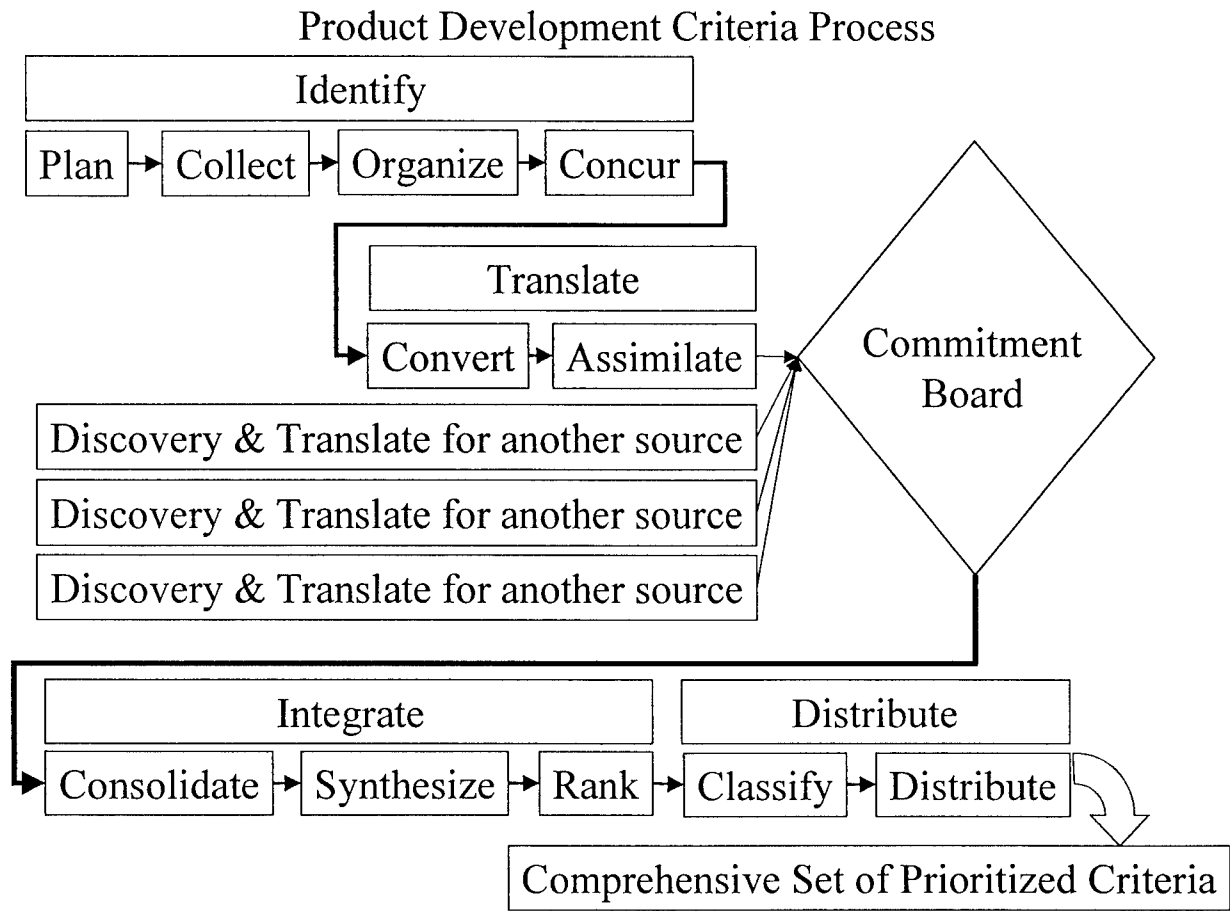 Product Development Criteria Process
Identify
Plan
Collect
Organize
Concur
Translate
Convert
Assimilate
Commitment
Board
Discovery & Translate for another source
Discovery & Translate for another source
Discovery & Translate for another source
Integrate
Distribute
Consolidate
Synthesize
Rank
Classify
Distribute
Comprehensive Set of Prioritized Criteria